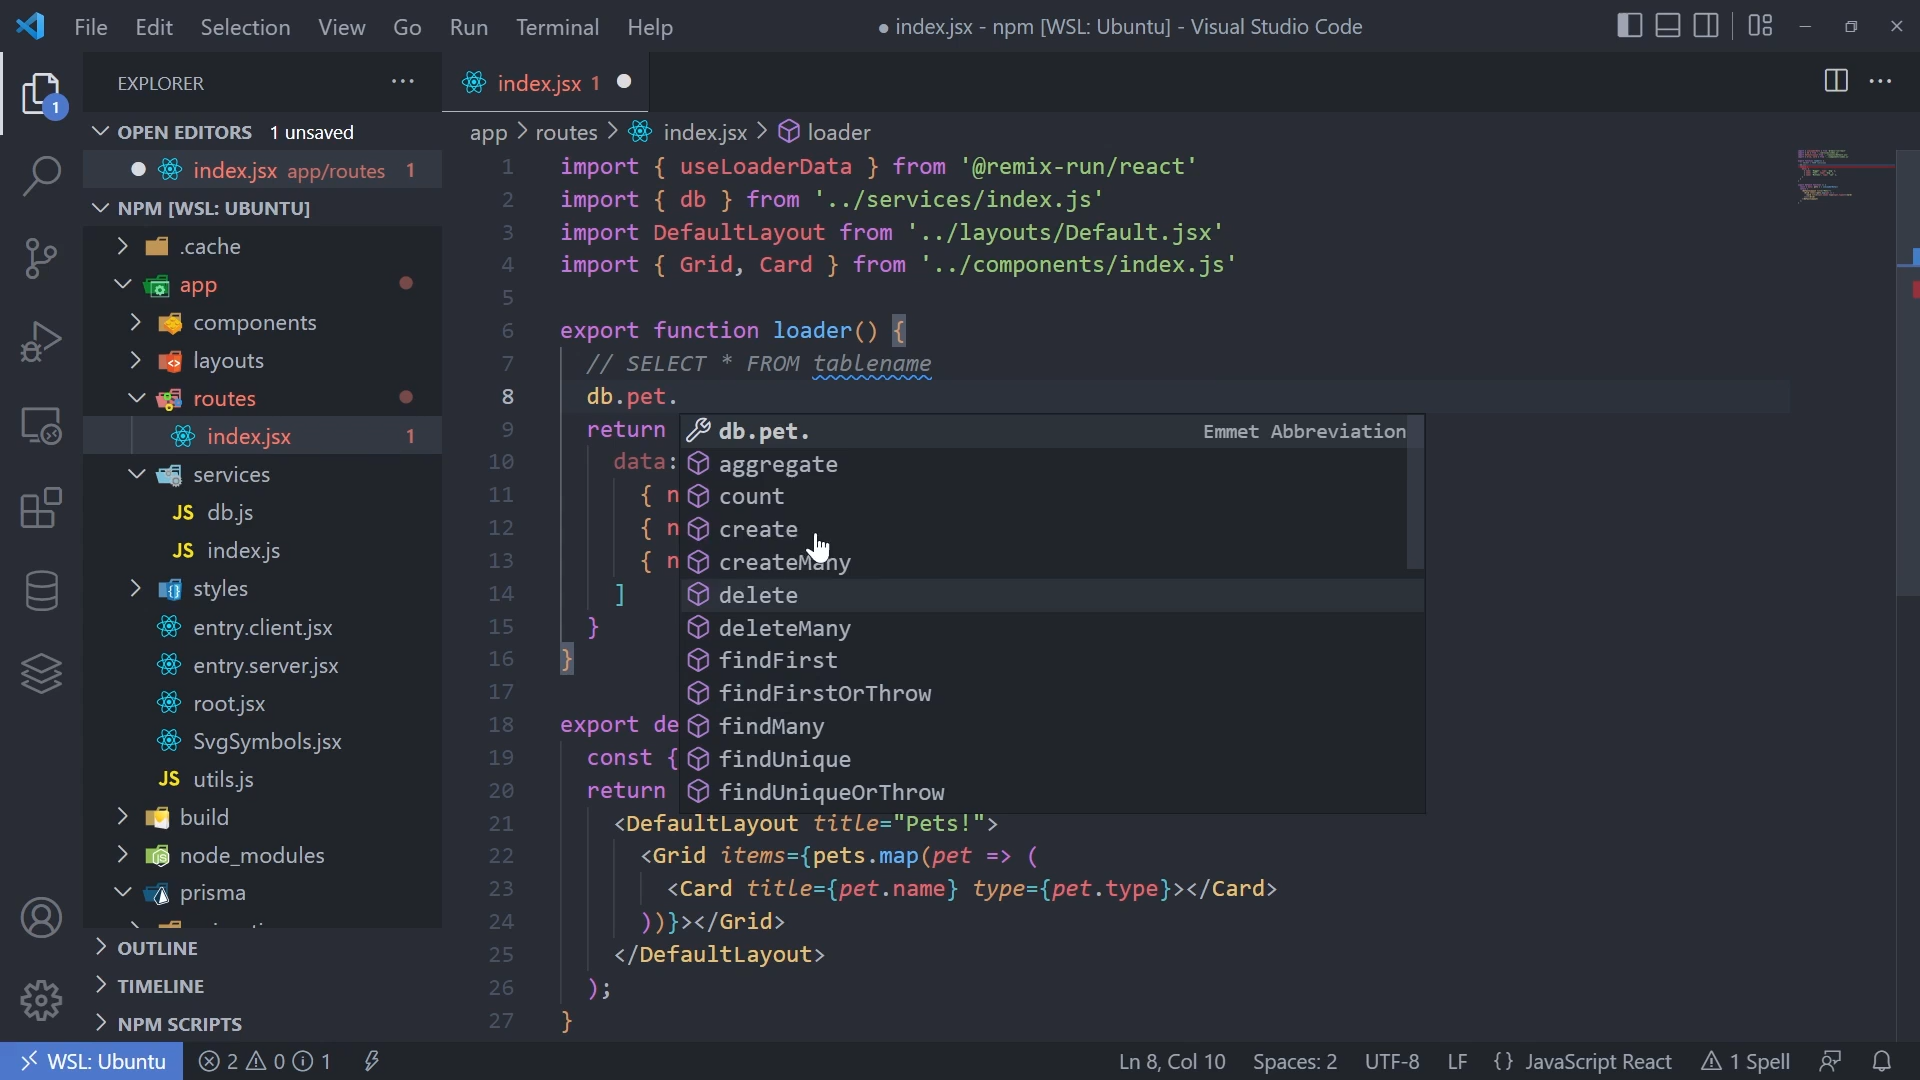 File Edit Selection View Go Run Terminal Help
● index.jsx - npm [WSL: Ubuntu] - Visual Studio Code
EXPLORER
OPEN EDITORS 1 unsaved
index.jsx app/routes 1
NPM [WSL: UBUNTU]
.cache
app
components
layouts
routes
index.jsx 1
services
JS db.js
JS index.js
styles
entry.client.jsx
entry.server.jsx
root.jsx
SvgSymbols.jsx
JS utils.js
build
node_modules
prisma
OUTLINE
TIMELINE
NPM SCRIPTS
1
index.jsx 1
app > routes > index.jsx > loader
1 import { useLoaderData } from '@remix-run/react'
2 import { db } from '../services/index.js'
3 import DefaultLayout from '../layouts/Default.jsx'
4 import { Grid, Card } from '../components/index.js'
5
6 export function loader() {
7 // SELECT * FROM tablename
8 db.pet.
9 return
10 data:
11 { n
12 { n
13 { n
14 ]
15 }
16 }
17
18 export de
19 const {
20 return
21 <DefaultLayout title="Pets!">
22 <Grid items={pets.map(pet => (
23 <Card title={pet.name} type={pet.type}></Card>
24 ))}></Grid>
25 </DefaultLayout>
26 );
27 }
db.pet. Emmet Abbreviation
aggregate
count
create
createMany
delete
deleteMany
findFirst
findFirstOrThrow
findMany
findUnique
findUniqueOrThrow
WSL: Ubuntu 2 0 1
Ln 8, Col 10 Spaces: 2 UTF-8 LF {} JavaScript React 1 Spell